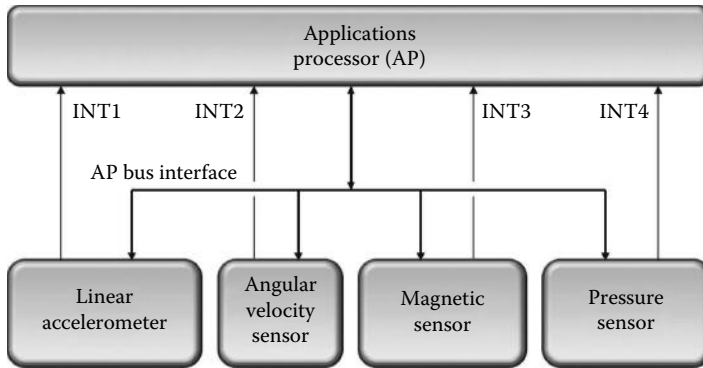 Applications
processor (AP)
INT1
INT2
INT3
INT4
AP bus interface
Linear
accelerometer
Angular
velocity
sensor
Magnetic
sensor
Pressure
sensor